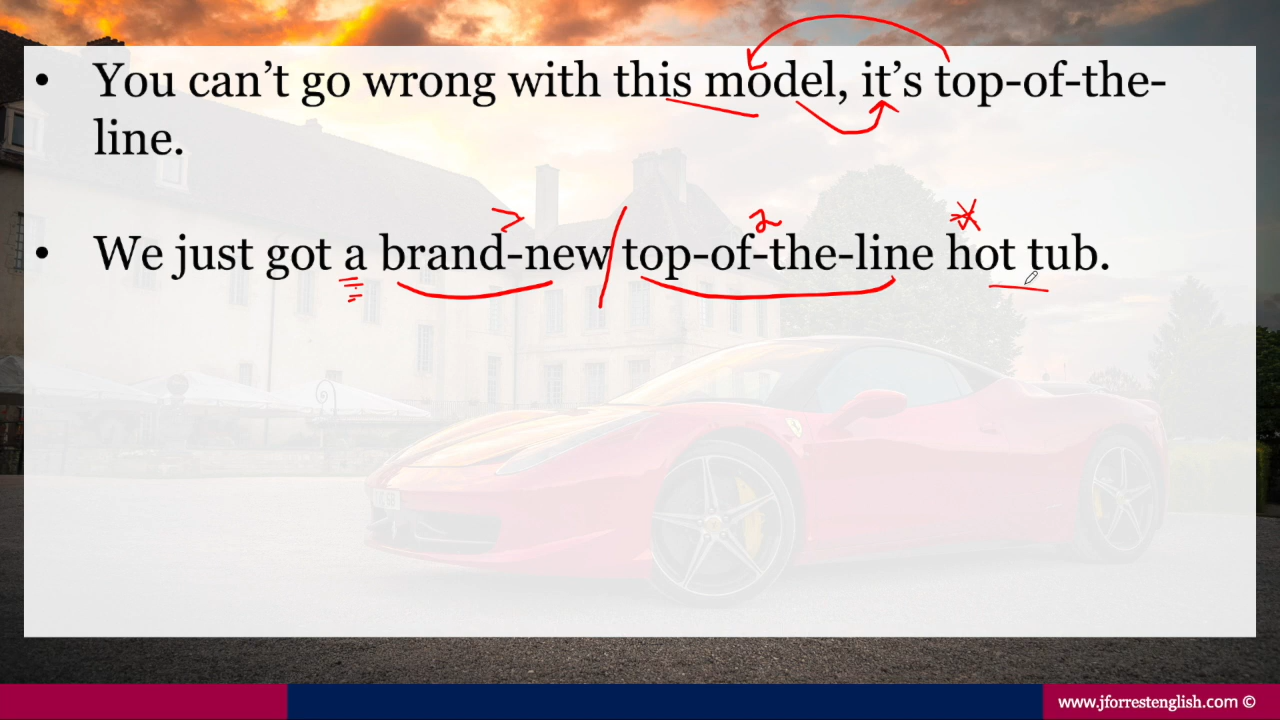 • You can’t go wrong with this model, it’s top-of-the-
line.
2
• We just got a brand-new top-of-the-line hot tub.
www.jforrestenglish.com ©